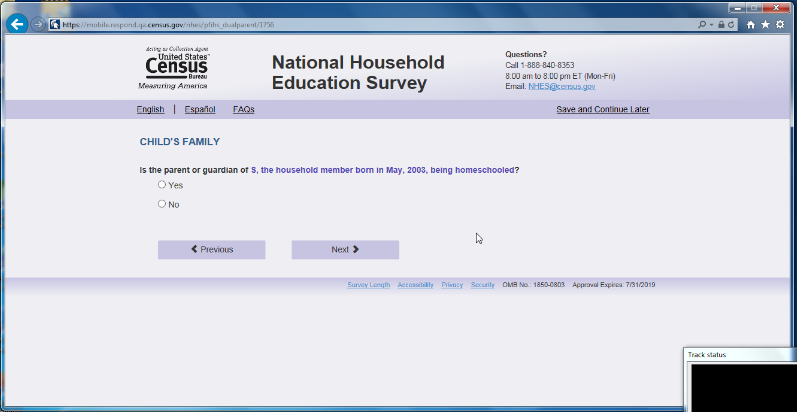 https://mobile.respond.qa.census.gov/nhes/pfihs_dualparent/1756
Acting as Collection Agent
United States®
Census
Bureau
Measuring America
National Household
Education Survey
Questions?
Call 1-888-840-8353
8:00 am to 8:00 pm ET (Mon-Fri)
Email: NHES@census.gov
English | Español FAQs Save and Continue Later
CHILD'S FAMILY
Is the parent or guardian of S, the household member born in May, 2003, being homeschooled?
Yes
No
Previous Next
Survey Length Accessibility Privacy Security OMB No.: 1850-0803 Approval Expires: 7/31/2019
Track status